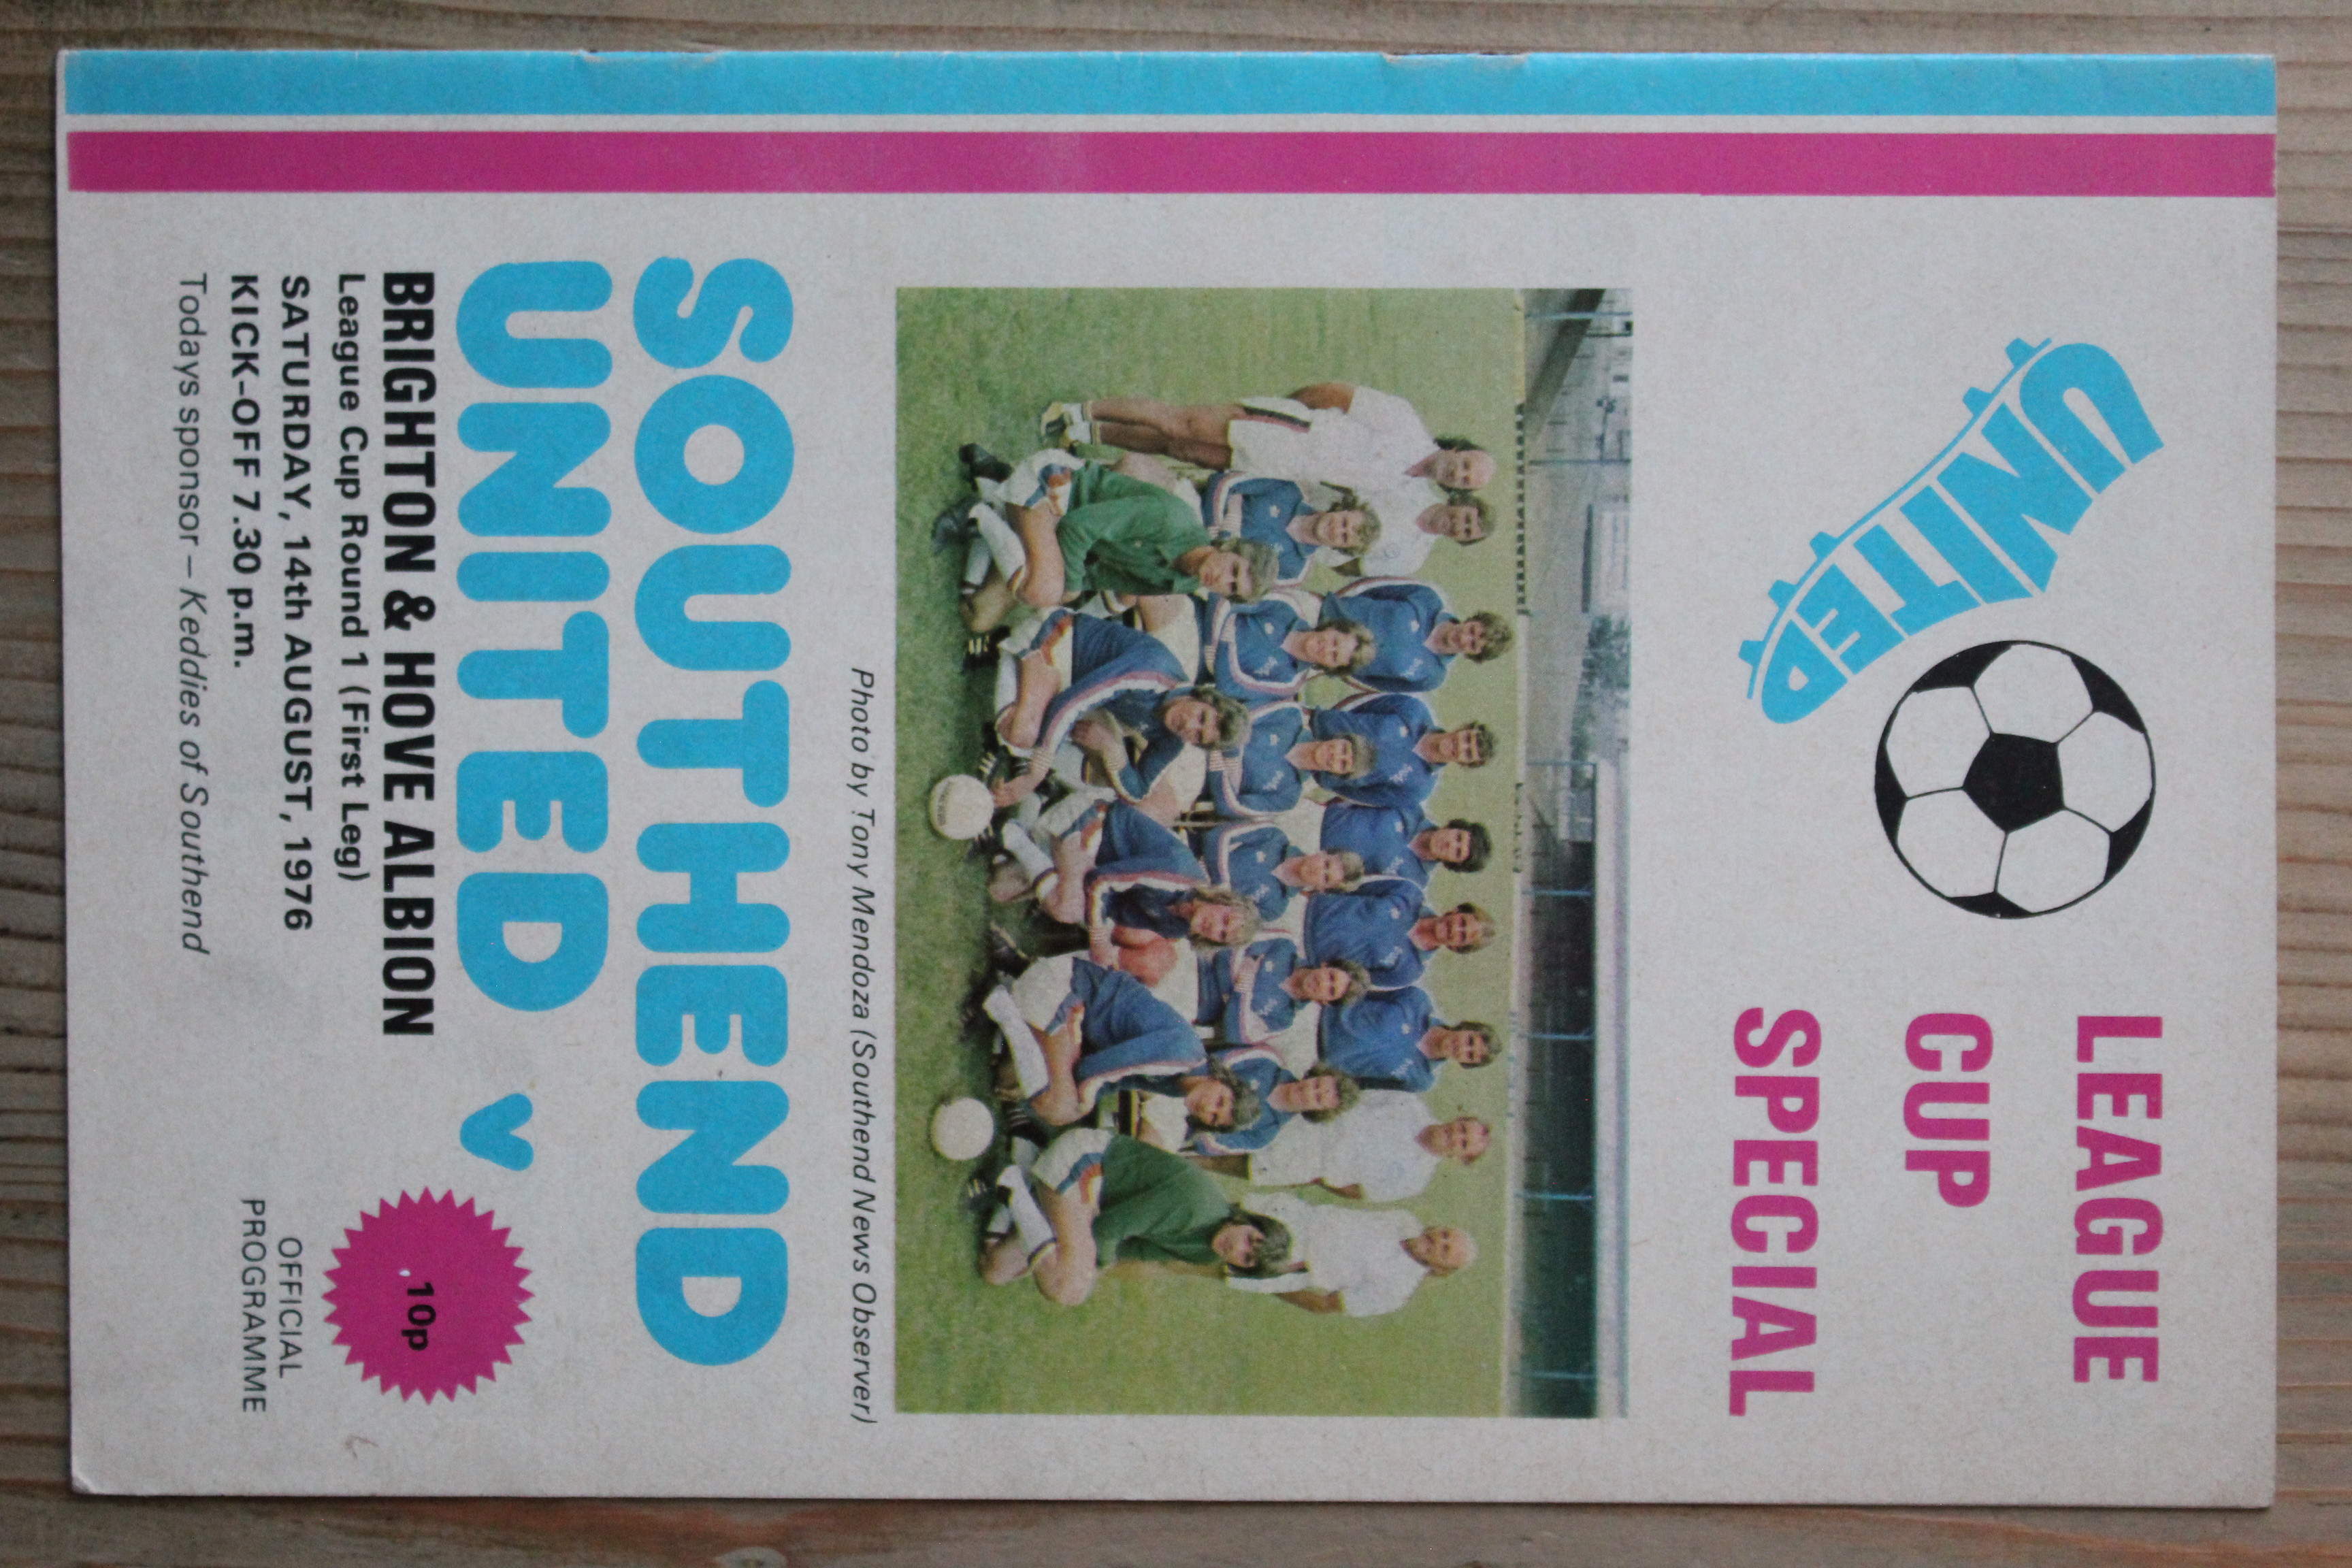 UNITED
LEAGUE
CUP
SPECIAL
Photo by Tony Mendoza (Southend News Observer)
SOUTHEND
UNITED v
BRIGHTON & HOVE ALBION
League Cup Round 1 (First Leg)
SATURDAY, 14th AUGUST, 1976
KICK-OFF 7.30 p.m.
Todays sponsor – Keddies of Southend
10p
OFFICIAL
PROGRAMME